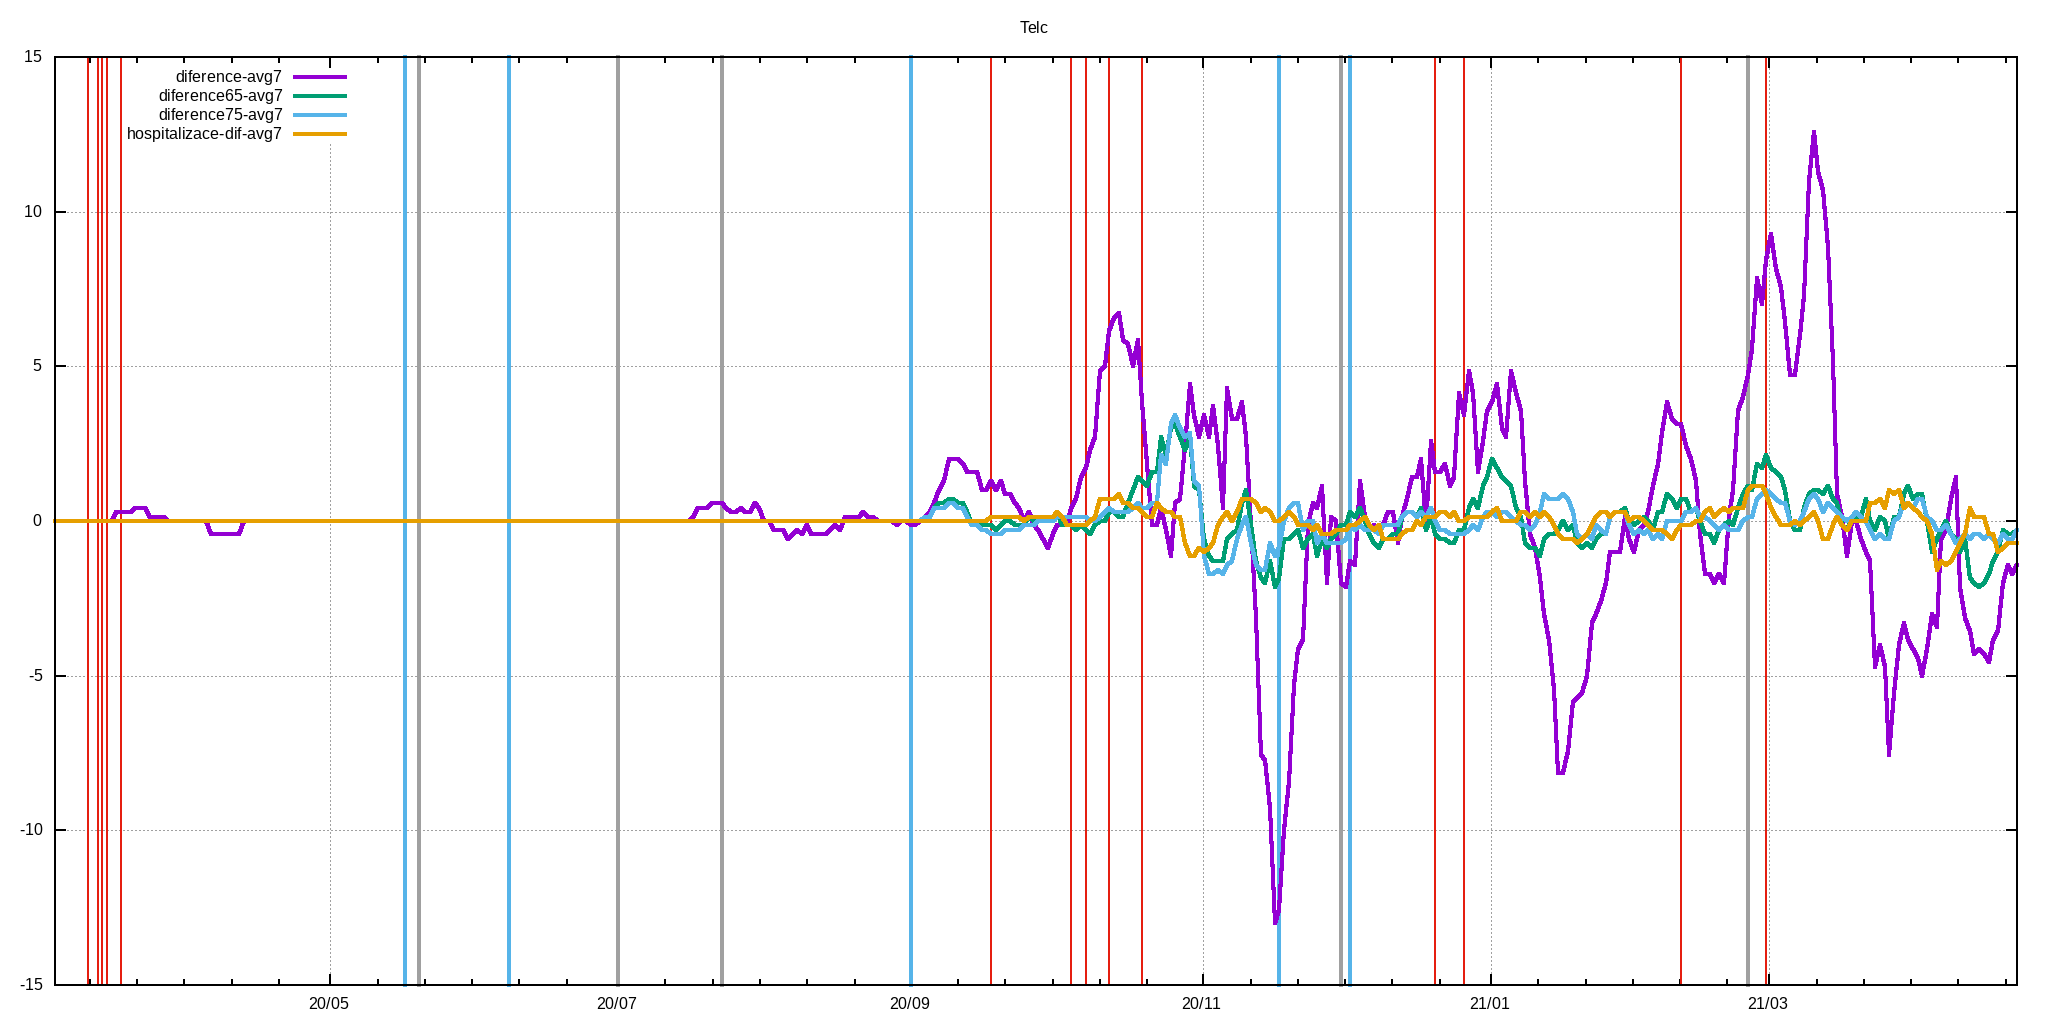 Telc
15
diference-avg7
diference65-avg7
diference75-avg7
hospitalizace-dif-avg7
10
5
0
-5
-10
-15
20/05 20/07 20/09 20/11 21/01 21/03